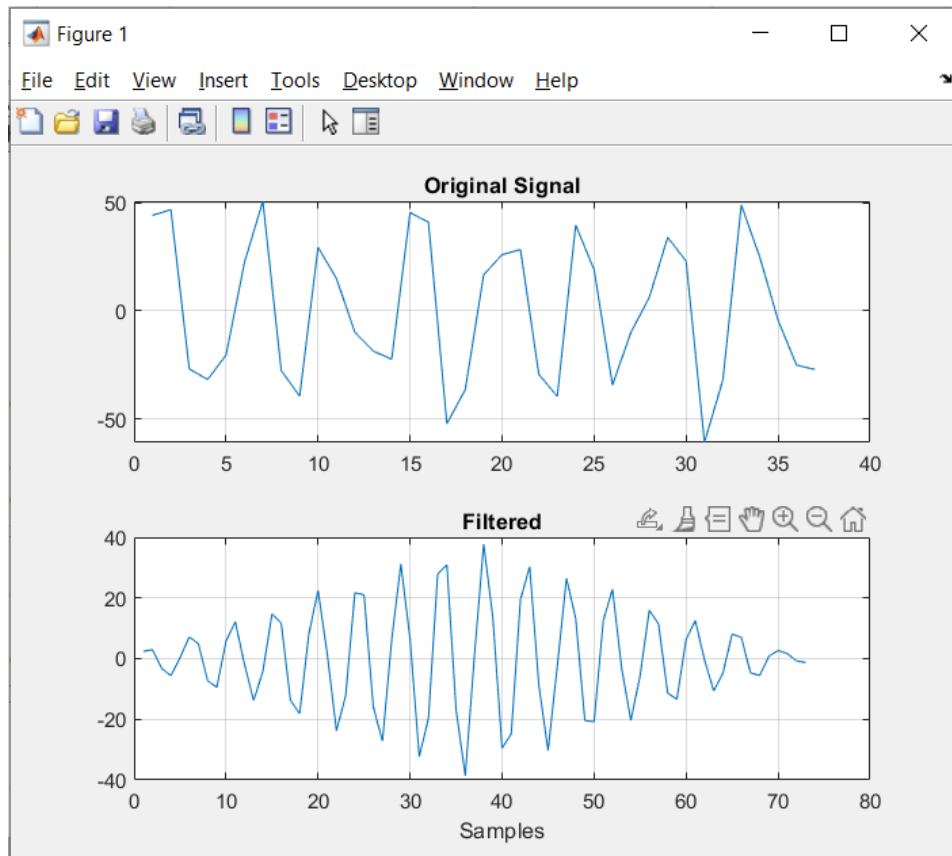 Figure 1
File Edit View Insert Tools Desktop Window Help
Original Signal
50
0
-50
0 5 10 15 20 25 30 35 40
Filtered
40
20
0
-20
-40
0 10 20 30 40 50 60 70 80
Samples